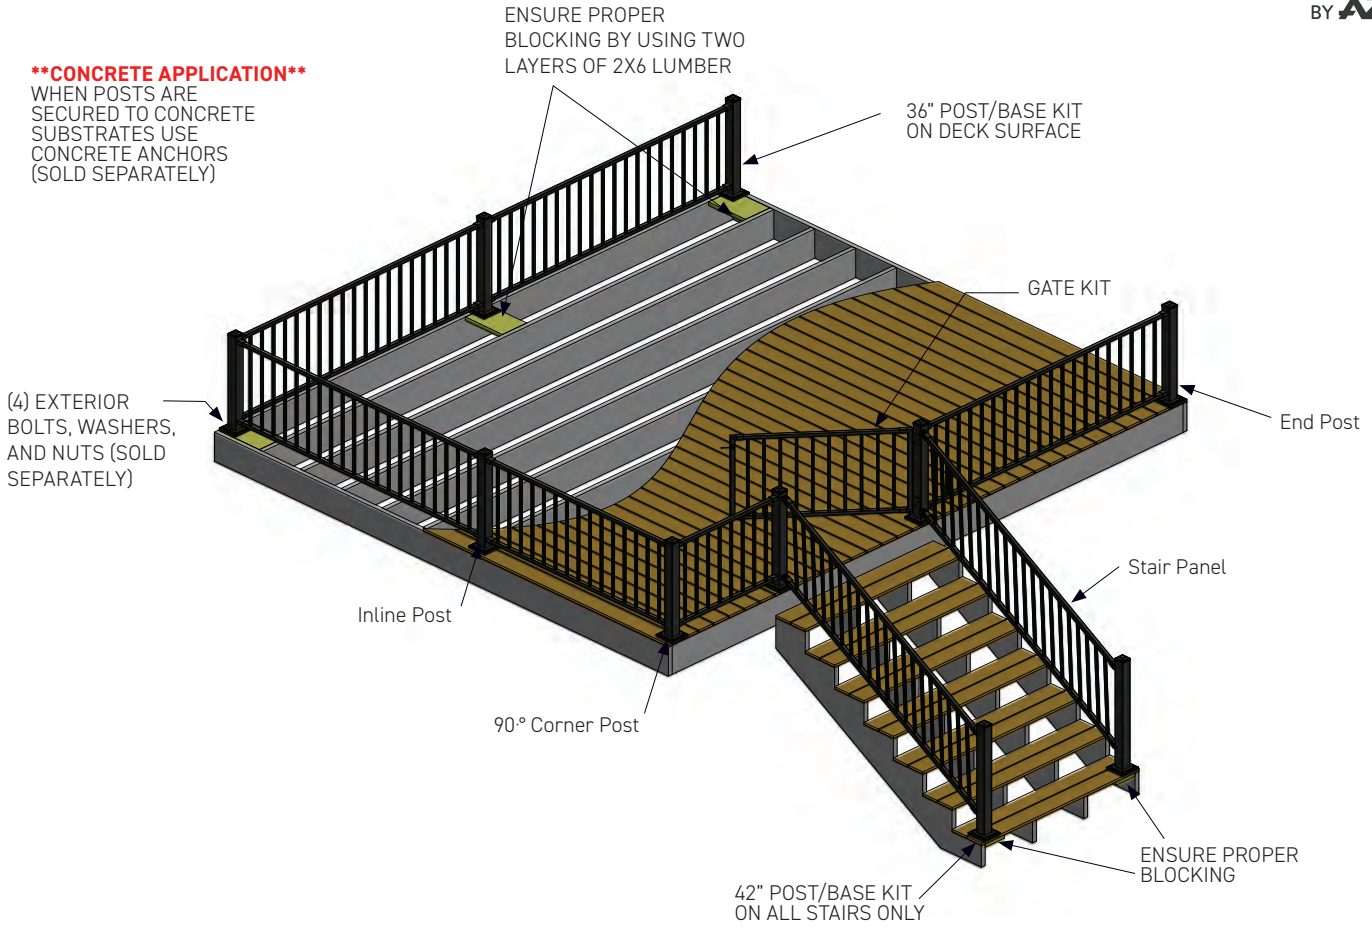 BY
ENSURE PROPER
BLOCKING BY USING TWO
LAYERS OF 2X6 LUMBER
**CONCRETE APPLICATION**
WHEN POSTS ARE
SECURED TO CONCRETE
SUBSTRATES USE
CONCRETE ANCHORS
(SOLD SEPARATELY)
36” POST/BASE KIT
ON DECK SURFACE
GATE KIT
(4) EXTERIOR
BOLTS, WASHERS,
AND NUTS (SOLD
SEPARATELY)
End Post
Stair Panel
Inline Post
90·° Corner Post
ENSURE PROPER
BLOCKING
42” POST/BASE KIT
ON ALL STAIRS ONLY